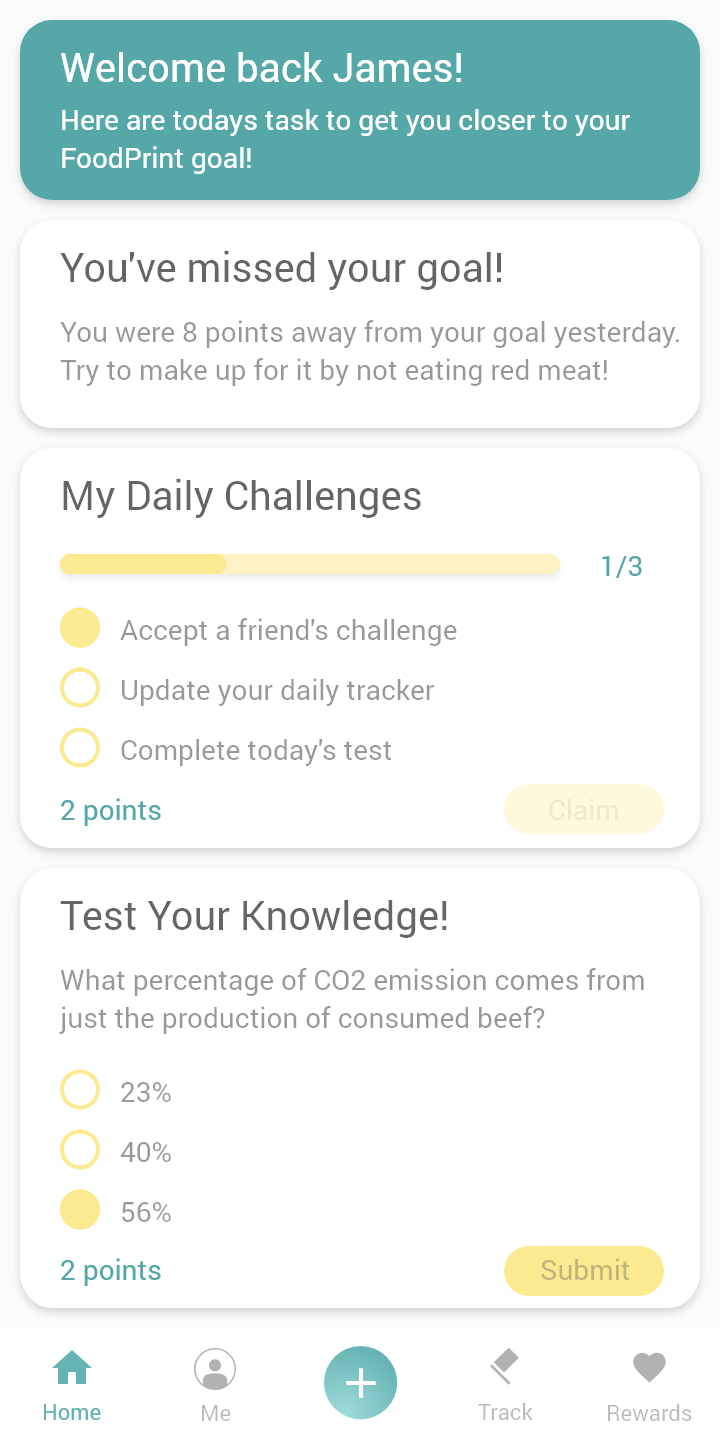 Welcome back James!
Here are todays task to get you closer to your
FoodPrint goal!
You've missed your goal!
You were 8 points away from your goal yesterday.
Try to make up for it by not eating red meat!
My Daily Challenges
1/3
Accept a friend's challenge
Update your daily tracker
Complete today's test
2 points
Claim
Test Your Knowledge!
What percentage of CO2 emission comes from
just the production of consumed beef?
23%
40%
56%
2 points
Submit
Home
Me
Track
Rewards